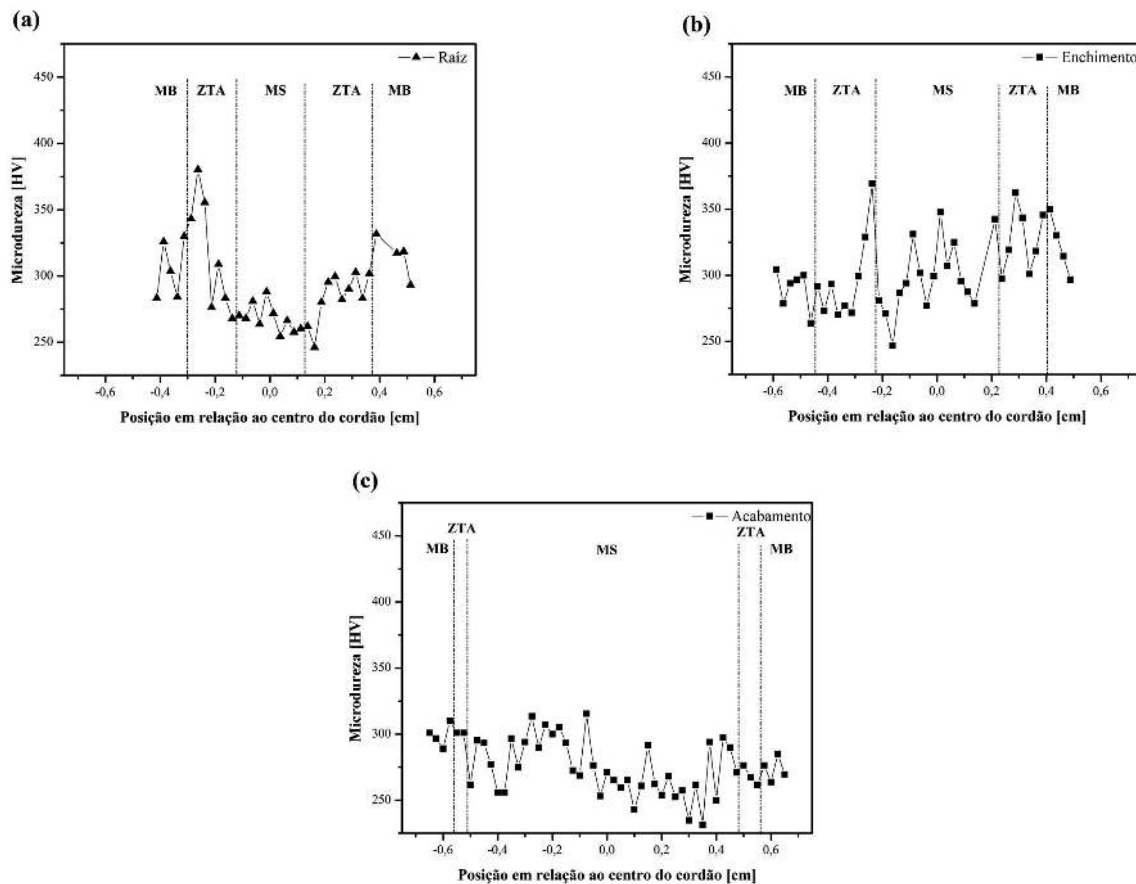 (a)
Raíz
450
MB ZTA MS ZTA MB
400
350
300
250
Microdureza [HV]
-0,6 -0,4 -0,2 0,0 0,2 0,4 0,6
Posição em relação ao centro do cordão [cm]
(b)
Enchimento
450
MB ZTA MS ZTA MB
400
350
300
250
Microdureza [HV]
-0,6 -0,4 -0,2 0,0 0,2 0,4 0,6
Posição em relação ao centro do cordão [cm]
(c)
Acabamento
ZTA ZTA
450
MB MS MB
400
350
300
250
Microdureza [HV]
-0,6 -0,4 -0,2 0,0 0,2 0,4 0,6
Posição em relação ao centro do cordão [cm]